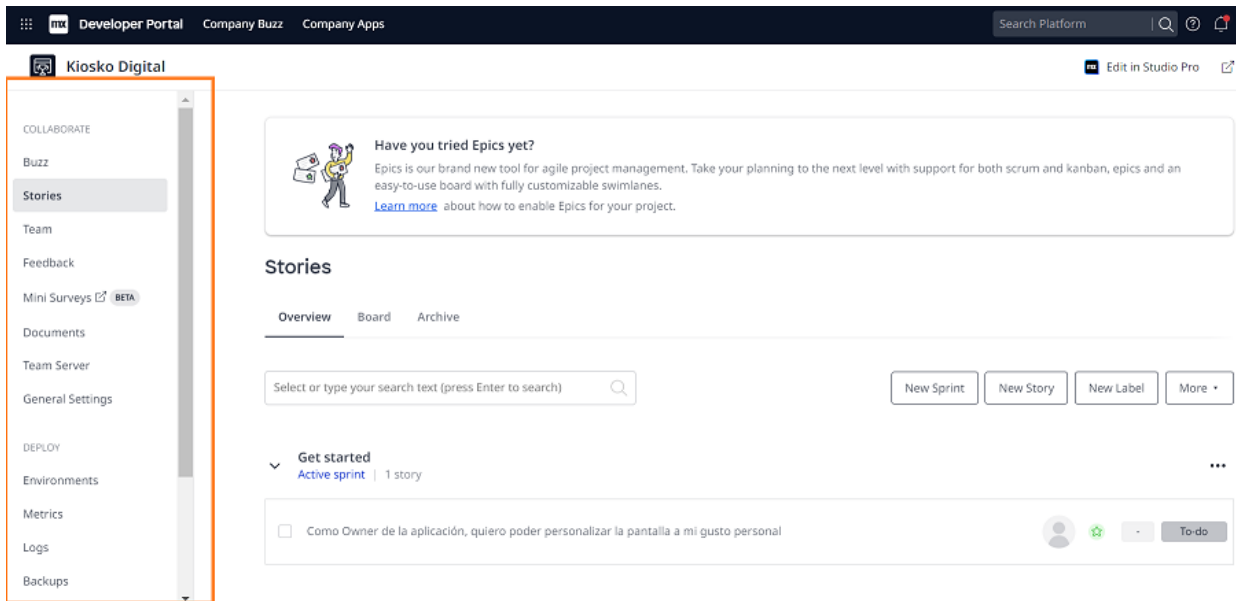 mx Developer Portal Company Buzz Company Apps Search Platform
Kiosko Digital
mx Edit in Studio Pro
COLLABORATE
Buzz
Stories
Team
Feedback
Mini Surveys BETA
Documents
Team Server
General Settings
DEPLOY
Environments
Metrics
Logs
Backups
Have you tried Epics yet?
Epics is our brand new tool for agile project management. Take your planning to the next level with support for both scrum and kanban, epics and an
easy-to-use board with fully customizable swimlanes.
Learn more about how to enable Epics for your project.
Stories
Overview Board Archive
Select or type your search text (press Enter to search)
New Sprint New Story New Label More
Get started
Active sprint | 1 story
Como Owner de la aplicación, quiero poder personalizar la pantalla a mi gusto personal - To-do